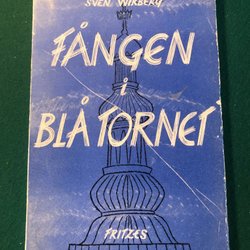 SVEN WIKBERG
FÅNGEN
I
BLÅ TORNET
FRITZES